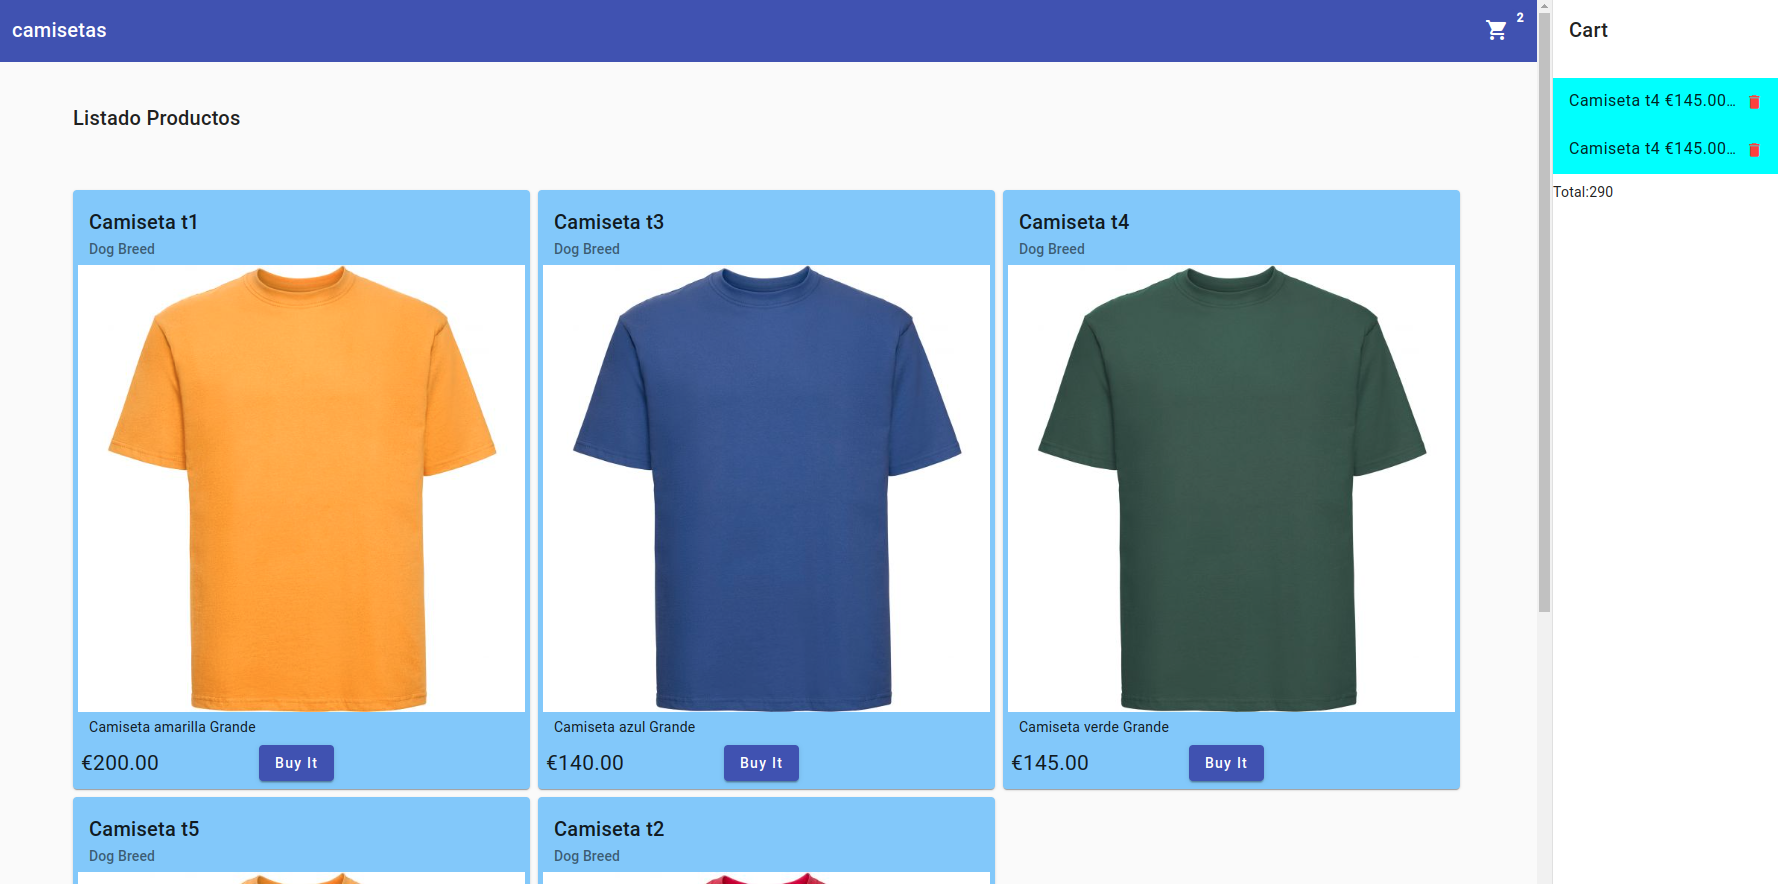 camisetas
2
Cart
Listado Productos
Camiseta t4 €145.00…
Camiseta t4 €145.00…
Total:290
Camiseta t1
Dog Breed
Camiseta amarilla Grande
€200.00
Buy It
Camiseta t3
Dog Breed
Camiseta azul Grande
€140.00
Buy It
Camiseta t4
Dog Breed
Camiseta verde Grande
€145.00
Buy It
Camiseta t5
Dog Breed
Camiseta t2
Dog Breed